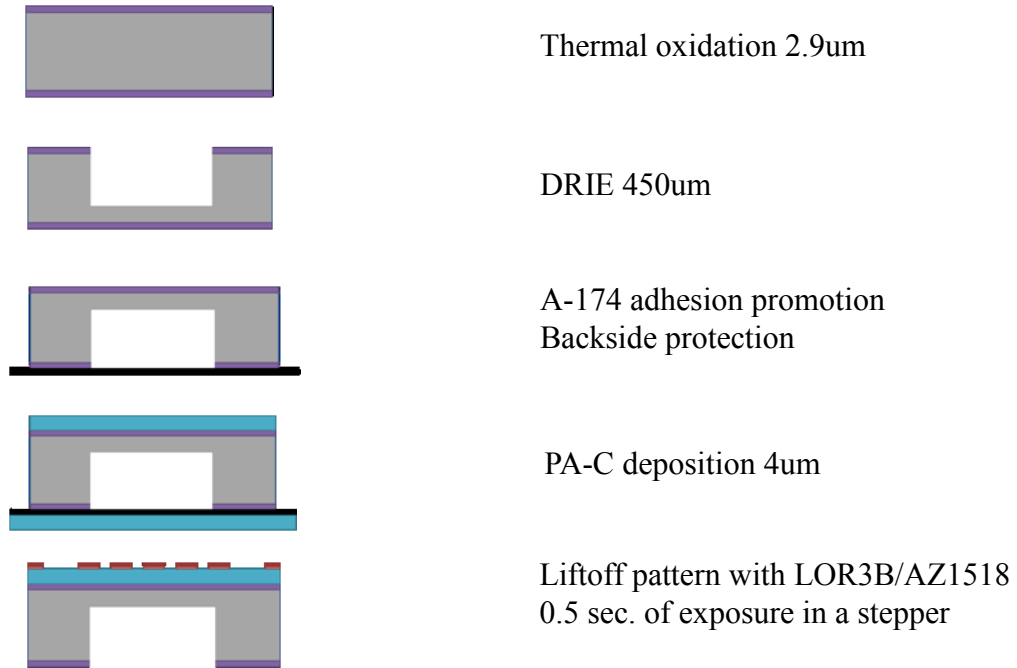 Thermal oxidation 2.9um
DRIE 450um
A-174 adhesion promotion
Backside protection
PA-C deposition 4um
Liftoff pattern with LOR3B/AZ1518
0.5 sec. of exposure in a stepper